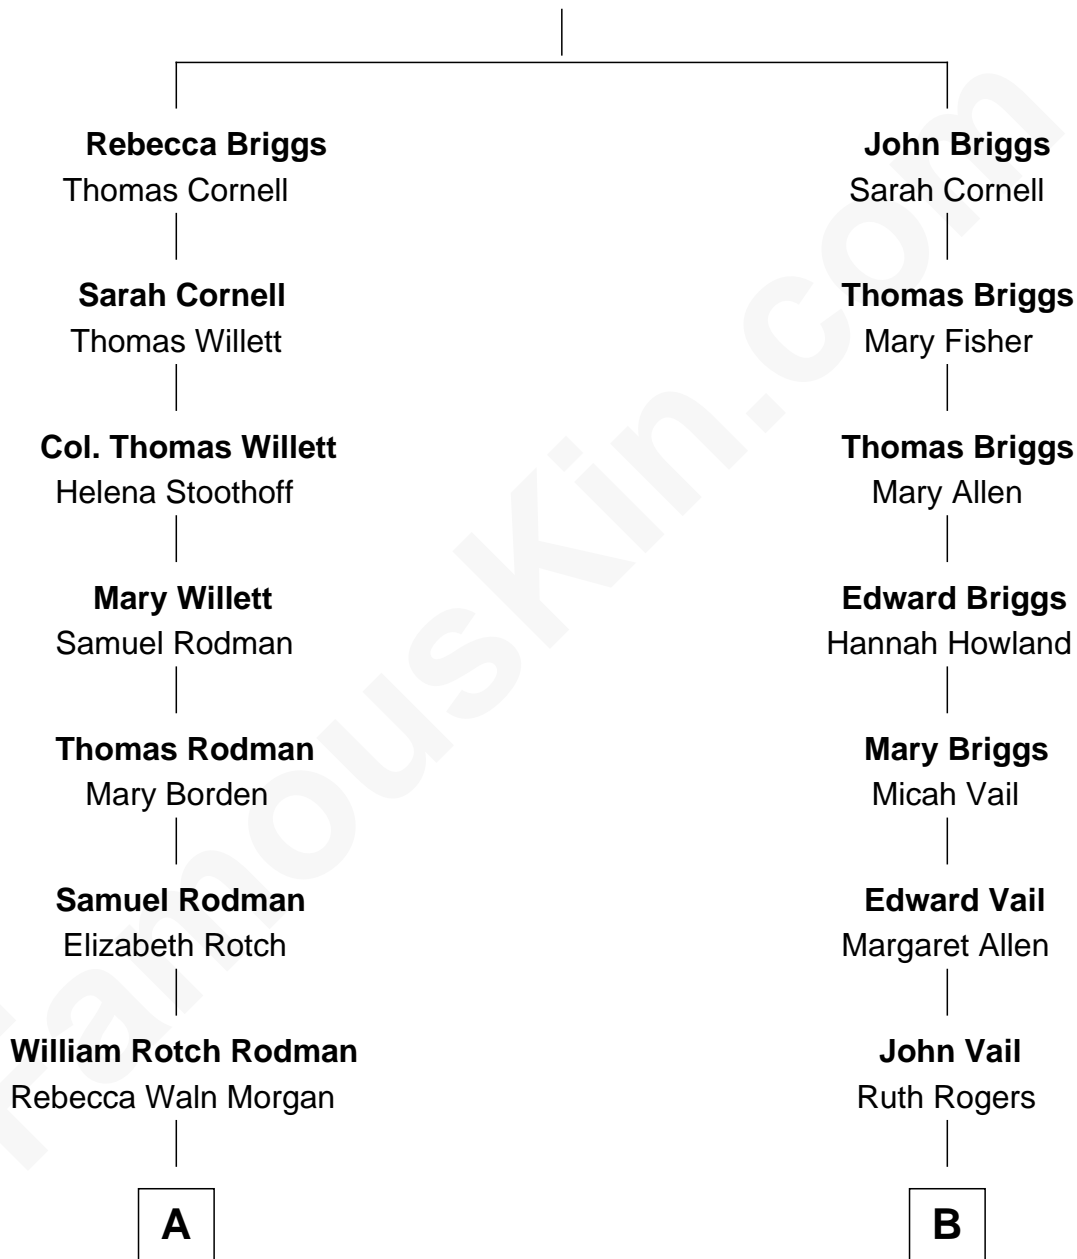 Rebecca Briggs
Thomas Cornell
Sarah Cornell
Thomas Willett
Col. Thomas Willett
Helena Stoothoff
Mary Willett
Samuel Rodman
Thomas Rodman
Mary Borden
Samuel Rodman
Elizabeth Rotch
William Rotch Rodman
Rebecca Waln Morgan
A
John Briggs
Sarah Cornell
Thomas Briggs
Mary Fisher
Thomas Briggs
Mary Allen
Edward Briggs
Hannah Howland
Mary Briggs
Micah Vail
Edward Vail
Margaret Allen
John Vail
Ruth Rogers
B
FamousKin.com